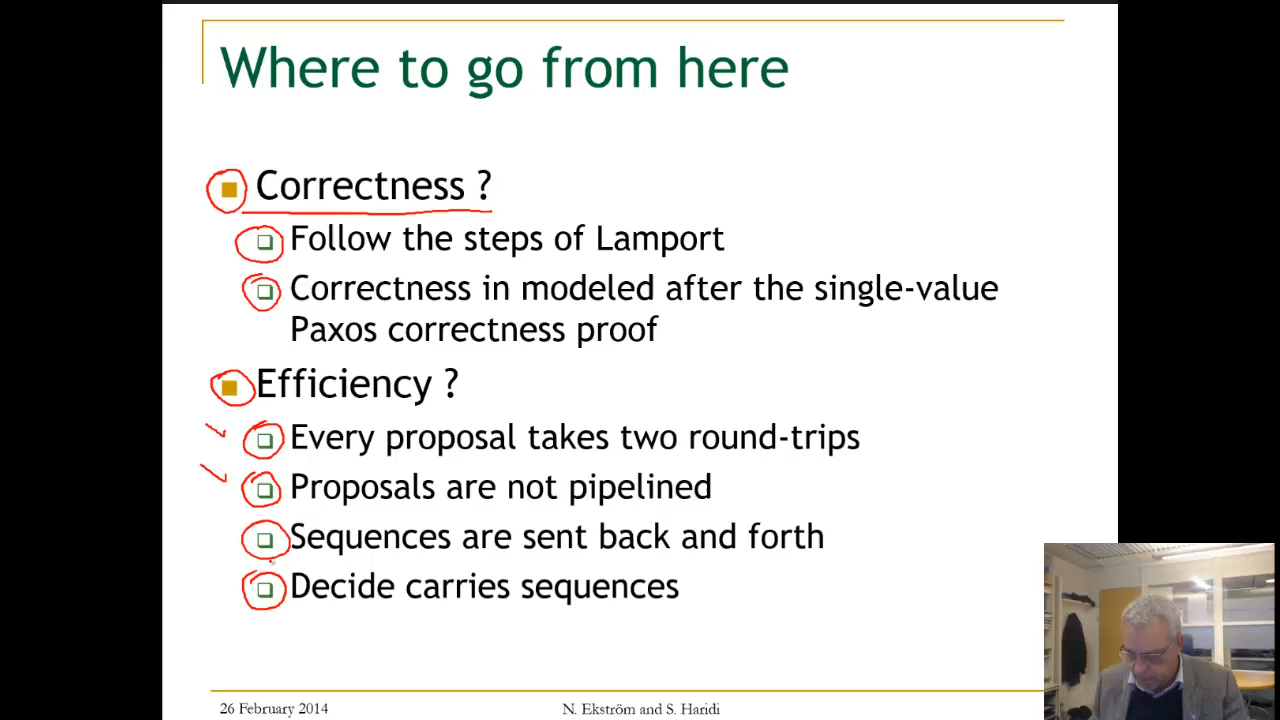 Where to go from here
Correctness ?
Follow the steps of Lamport
Correctness in modeled after the single-value
Paxos correctness proof
Efficiency ?
Every proposal takes two round-trips
Proposals are not pipelined
Sequences are sent back and forth
Decide carries sequences
26 February 2014
N. Ekström and S. Haridi